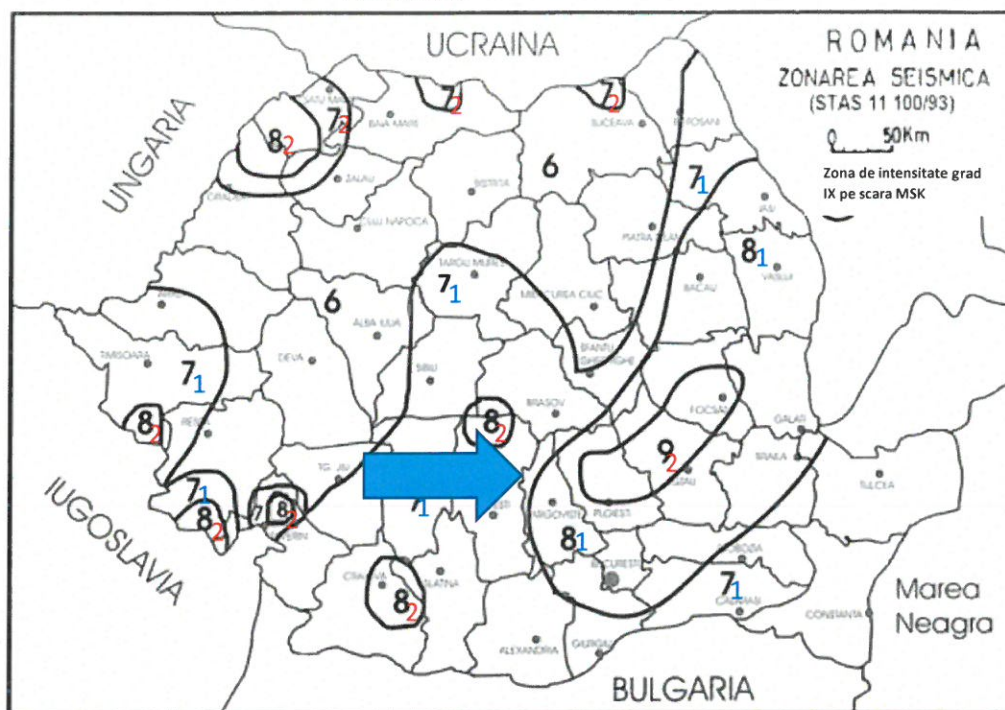 UCRAINA
ROMANIA
ZONAREA SEISMICA
(STAS 11 100/93)
0 50Km
Zona de intensitate grad
IX pe scara MSK
UNGARIA
SATU MARE
BAIA MARE
SUCEAVA
BOTOSANI
7 2
7 2
7 2
8 2
ORADEA
ZALAU
BISTRITA
6
7 1
IASI
CLUJ NAPOCA
PIATRA NEAMT
8 1
VASLUI
TARGU MURES
7 1
BACAU
MIERCUREA CIUC
ARAD
6
ALBA IULIA
TIMISOARA
DEVA
SFANTU
GHEORGHE
7 1
SIBIU
BRASOV
FOCSANI
8 2
RESITA
8 2
GALATI
9 2
BRAILA
TG. JIU
TULCEA
IUGOSLAVIA
7 1
8 2
7
8 2
7 1
TARGOVISTE
PLOIESTI
8 1
BUCURESTI
SLOBOZIA
CRAIOVA
SLATINA
8 2
7 1
CALARASI
CONSTANTA
Marea
Neagra
ALEXANDRIA
GIURGIU
BULGARIA